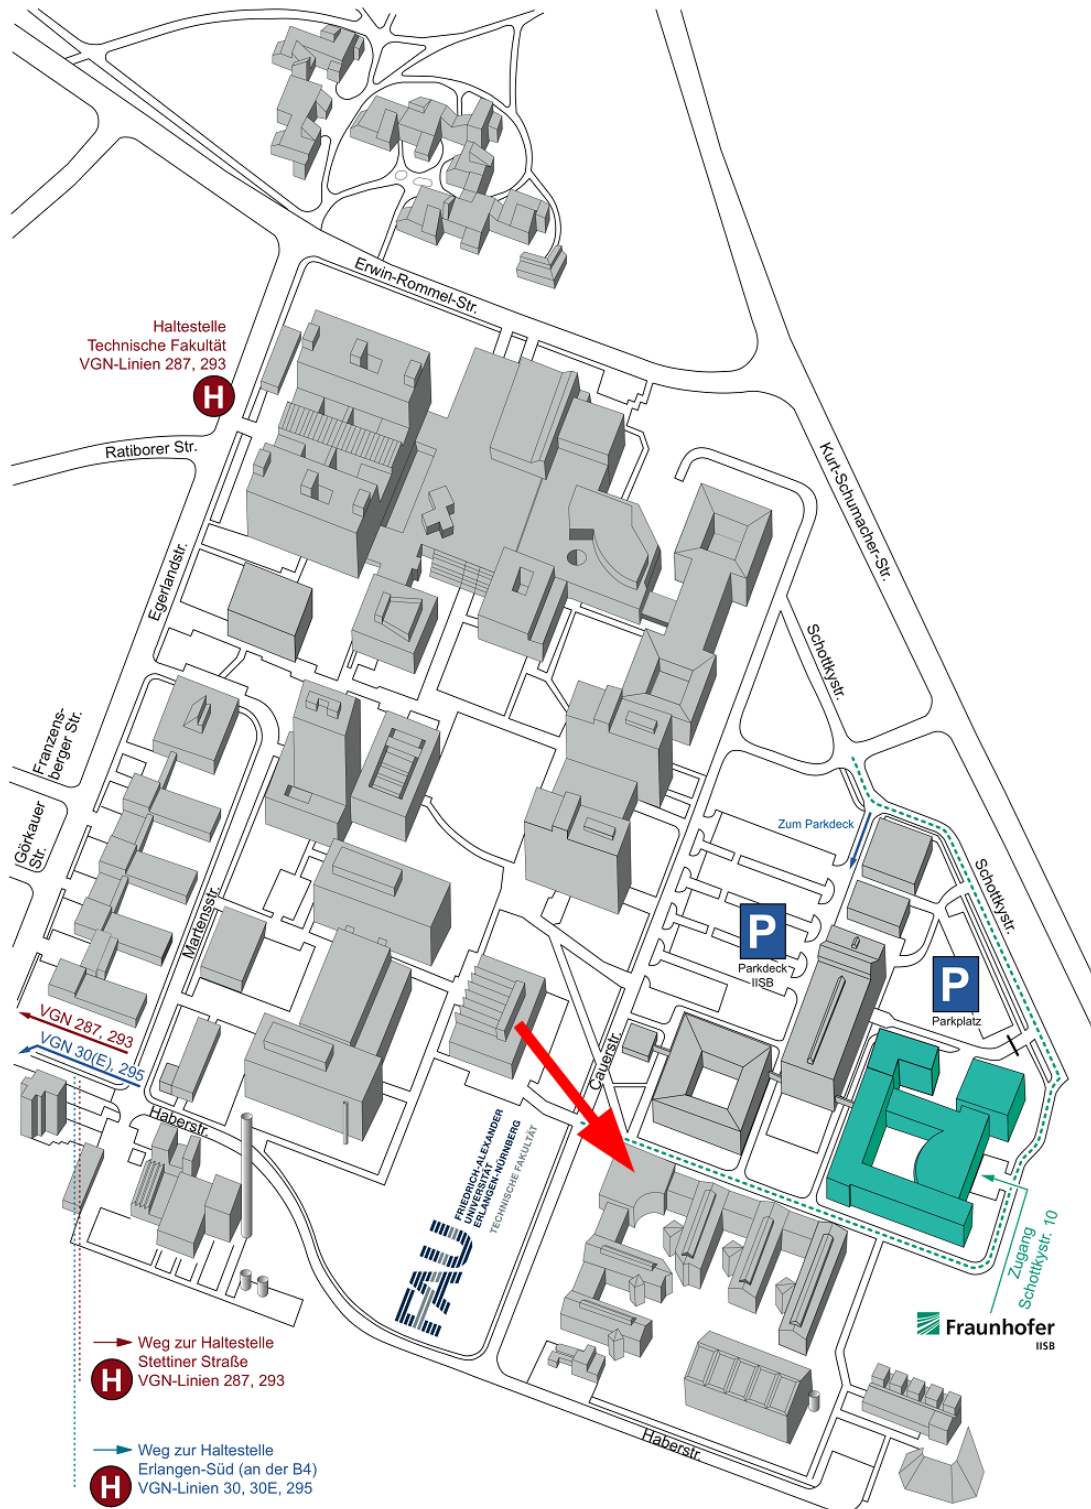 Erwin-Rommel-Str.
Haltestelle
Technische Fakultät
VGN-Linien 287, 293
H
Ratiborer Str.
Kurt-Schumacher-Str.
Egerlandstr.
Schottkystr.
Franzens-
berger Str.
Görkauer
Str.
Zum Parkdeck
Schottkystr.
Martensstr.
P
Parkdeck
IISB
P
Parkplatz
VGN 287, 293
VGN 30(E), 295
Cauerstr.
Haberstr.
FAU
FRIEDRICH-ALEXANDER
UNIVERSITÄT
ERLANGEN-NÜRNBERG
TECHNISCHE FAKULTÄT
Zugang
Schottkystr. 10
Fraunhofer
IISB
H
Weg zur Haltestelle
Stettiner Straße
VGN-Linien 287, 293
Haberstr.
H
Weg zur Haltestelle
Erlangen-Süd (an der B4)
VGN-Linien 30, 30E, 295